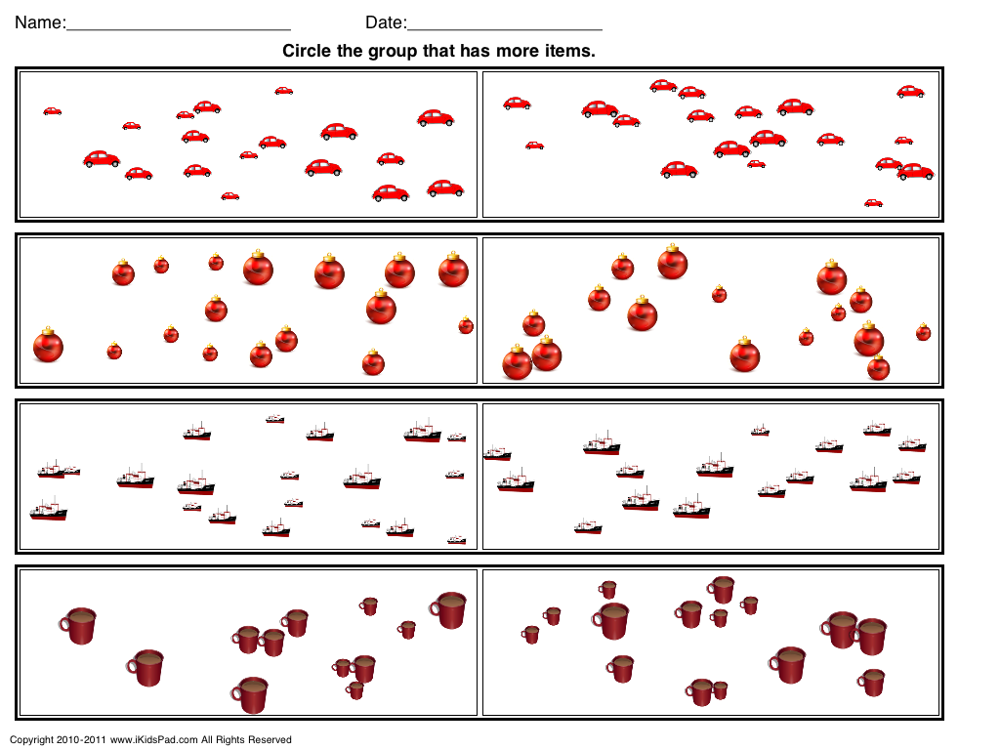 Name:_______________________ Date:____________________
Circle the group that has more items.
Copyright 2010-2011 www.iKidsPad.com All Rights Reserved